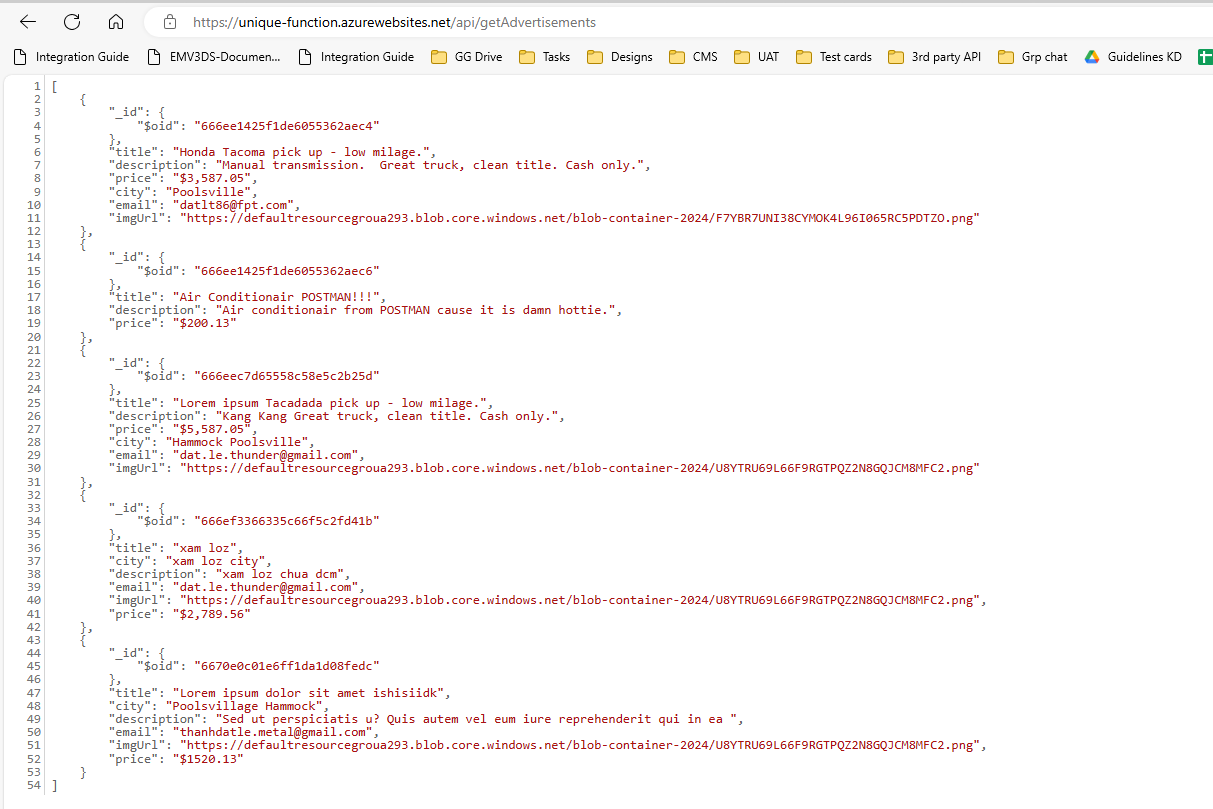 https://unique-function.azurewebsites.net/api/getAdvertisements
Integration Guide EMV3DS-Documen... Integration Guide GG Drive Tasks Designs CMS UAT Test cards 3rd party API Grp chat Guidelines KD
1 [
2 {
3 "_id": {
4 "$oid": "666ee1425f1de6055362aec4"
5 },
6 "title": "Honda Tacoma pick up - low milage.",
7 "description": "Manual transmission.  Great truck, clean title. Cash only.",
8 "price": "$3,587.05",
9 "city": "Poolsville",
10 "email": "datlt86@fpt.com",
11 "imgUrl": "https://defaultresourcegroua293.blob.core.windows.net/blob-container-2024/F7YBR7UNI38CYMOK4L96I065RC5PDTZO.png"
12 },
13 {
14 "_id": {
15 "$oid": "666ee1425f1de6055362aec6"
16 },
17 "title": "Air Conditionair POSTMAN!!!",
18 "description": "Air conditionair from POSTMAN cause it is damn hottie.",
19 "price": "$200.13"
20 },
21 {
22 "_id": {
23 "$oid": "666eec7d65558c58e5c2b25d"
24 },
25 "title": "Lorem ipsum Tacadada pick up - low milage.",
26 "description": "Kang Kang Great truck, clean title. Cash only.",
27 "price": "$5,587.05",
28 "city": "Hammock Poolsville",
29 "email": "dat.le.thunder@gmail.com",
30 "imgUrl": "https://defaultresourcegroua293.blob.core.windows.net/blob-container-2024/U8YTRU69L66F9RGTPQZ2N8GQJCM8MFC2.png"
31 },
32 {
33 "_id": {
34 "$oid": "666ef3366335c66f5c2fd41b"
35 },
36 "title": "xam loz",
37 "city": "xam loz city",
38 "description": "xam loz chua dcm",
39 "email": "dat.le.thunder@gmail.com",
40 "imgUrl": "https://defaultresourcegroua293.blob.core.windows.net/blob-container-2024/U8YTRU69L66F9RGTPQZ2N8GQJCM8MFC2.png",
41 "price": "$2,789.56"
42 },
43 {
44 "_id": {
45 "$oid": "6670e0c01e6ff1da1d08fedc"
46 },
47 "title": "Lorem ipsum dolor sit amet ishisiidk",
48 "city": "Poolsvillage Hammock",
49 "description": "Sed ut perspiciatis u? Quis autem vel eum iure reprehenderit qui in ea ",
50 "email": "thanhdatle.metal@gmail.com",
51 "imgUrl": "https://defaultresourcegroua293.blob.core.windows.net/blob-container-2024/U8YTRU69L66F9RGTPQZ2N8GQJCM8MFC2.png",
52 "price": "$1520.13"
53 }
54 ]